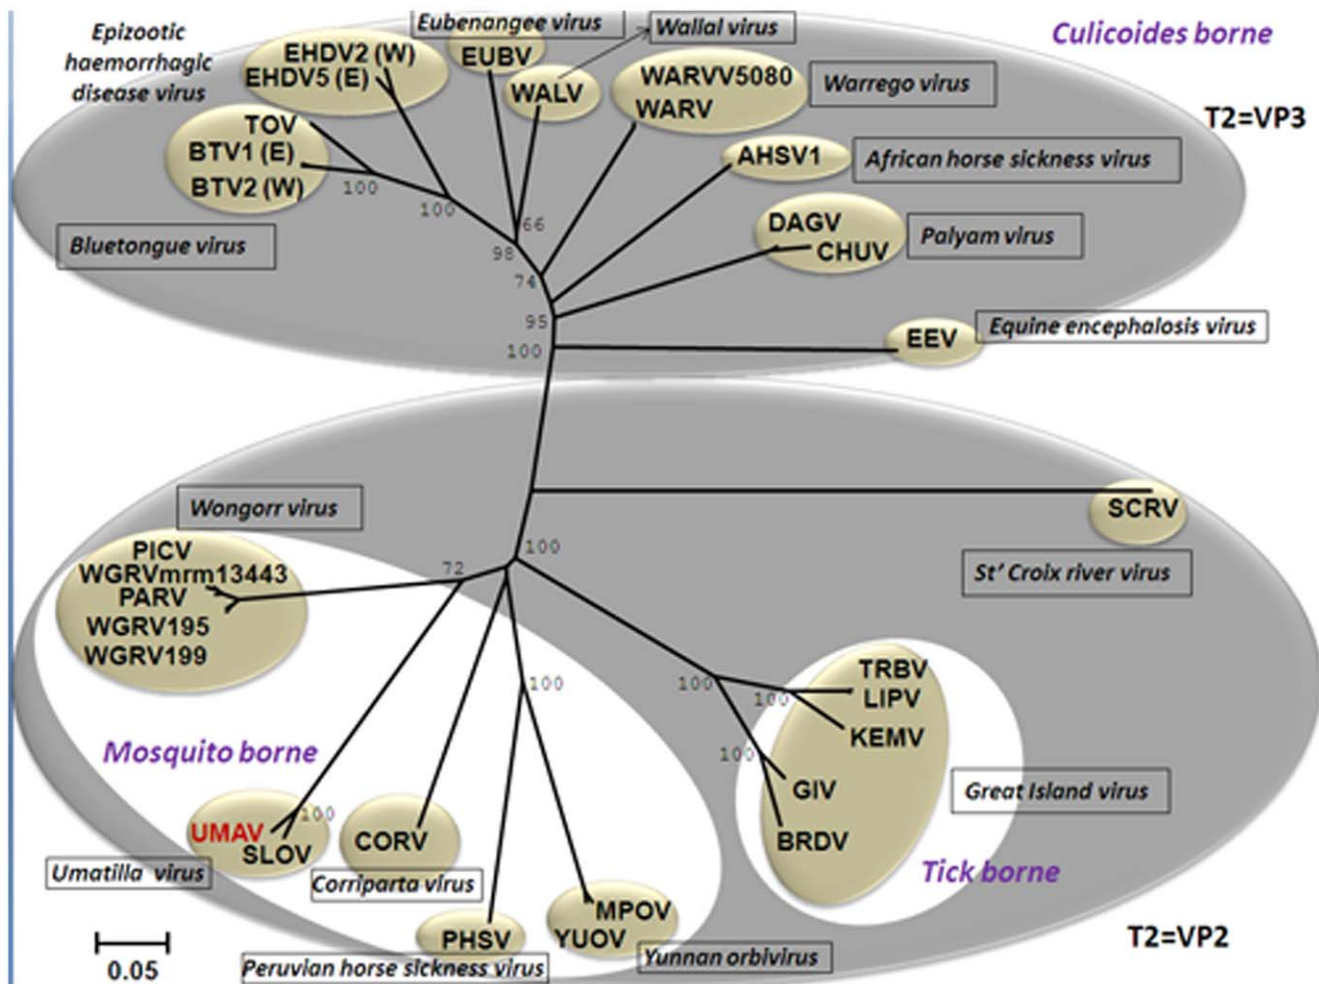 Epizootic
haemorrhagic
disease virus
EHDV2 (W)
EHDV5 (E)
Eubenangee virus
EUBV
Wallal virus
WALV
Culicoides borne
WARVV5080
WARV
Warrego virus
T2=VP3
TOV
BTV1 (E)
BTV2 (W)
Bluetongue virus
AHSV1
African horse sickness virus
DAGV
CHUV
Palyam virus
EEV
Equine encephalosis virus
100
100
66
98
74
95
100
Wongorr virus
PICV
WGRVmrm13443
PARV
WGRV195
WGRV199
72
100
SCRV
St' Croix river virus
100
100
100
100
TRBV
LIPV
KEMV
GIV
BRDV
Great Island virus
Tick borne
Mosquito borne
100
UMAV
SLOV
Umatilla virus
CORV
Corriparta virus
PHSV
Peruvian horse sickness virus
MPOV
YUOV
Yunnan orbivirus
T2=VP2
0.05